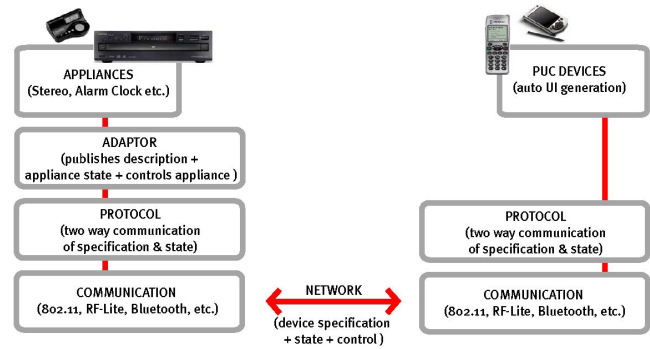 APPLIANCES
(Stereo, Alarm Clock etc.)
ADAPTOR
(publishes description +
appliance state + controls appliance )
PROTOCOL
(two way communication
of specification & state)
COMMUNICATION
(802.11, RF-Lite, Bluetooth, etc.)
NETWORK
(device specification
+ state + control )
PUC DEVICES
(auto UI generation)
PROTOCOL
(two way communication
of specification & state)
COMMUNICATION
(802.11, RF-Lite, Bluetooth, etc.)